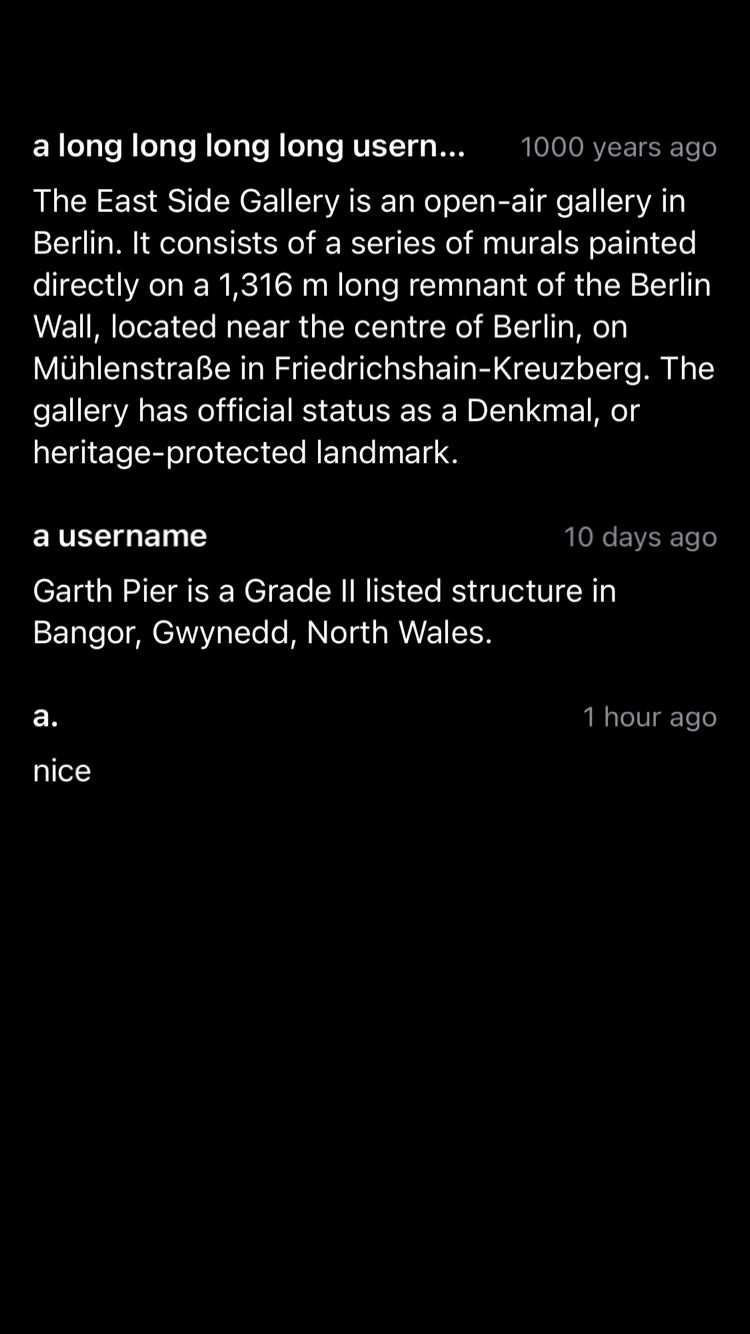 a long long long long usern...
1000 years ago
The East Side Gallery is an open-air gallery in
Berlin. It consists of a series of murals painted
directly on a 1,316 m long remnant of the Berlin
Wall, located near the centre of Berlin, on
Mühlenstraße in Friedrichshain-Kreuzberg. The
gallery has official status as a Denkmal, or
heritage-protected landmark.
a username
10 days ago
Garth Pier is a Grade II listed structure in
Bangor, Gwynedd, North Wales.
a.
1 hour ago
nice